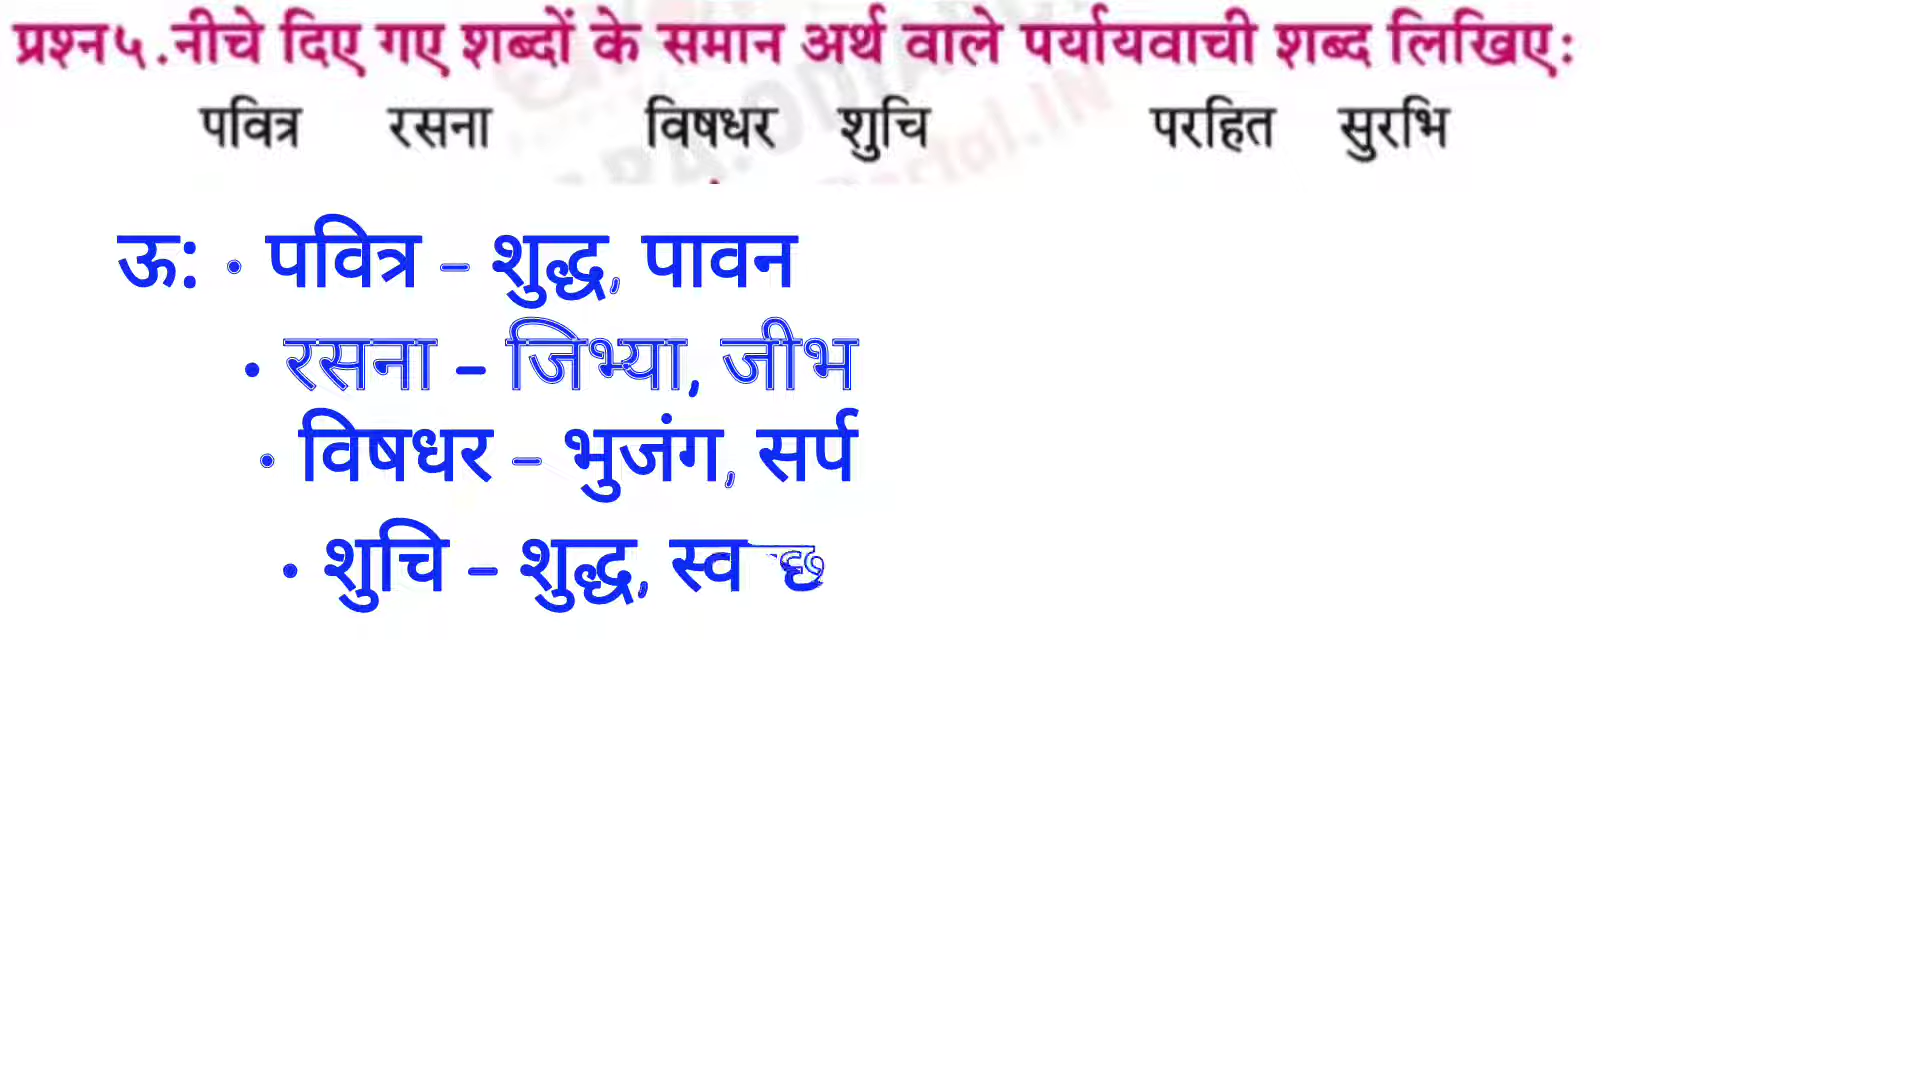 प्रश्न५.नीचे दिए गए शब्दों के समान अर्थ वाले पर्यायवाची शब्द लिखिए:
पवित्र रसना विषधर शुचि परहित सुरभि
ऊ: • पवित्र – शुद्ध, पावन
• रसना – जिभ्या, जीभ
• विषधर – भुजंग, सर्प
• शुचि – शुद्ध, स्वच्छ